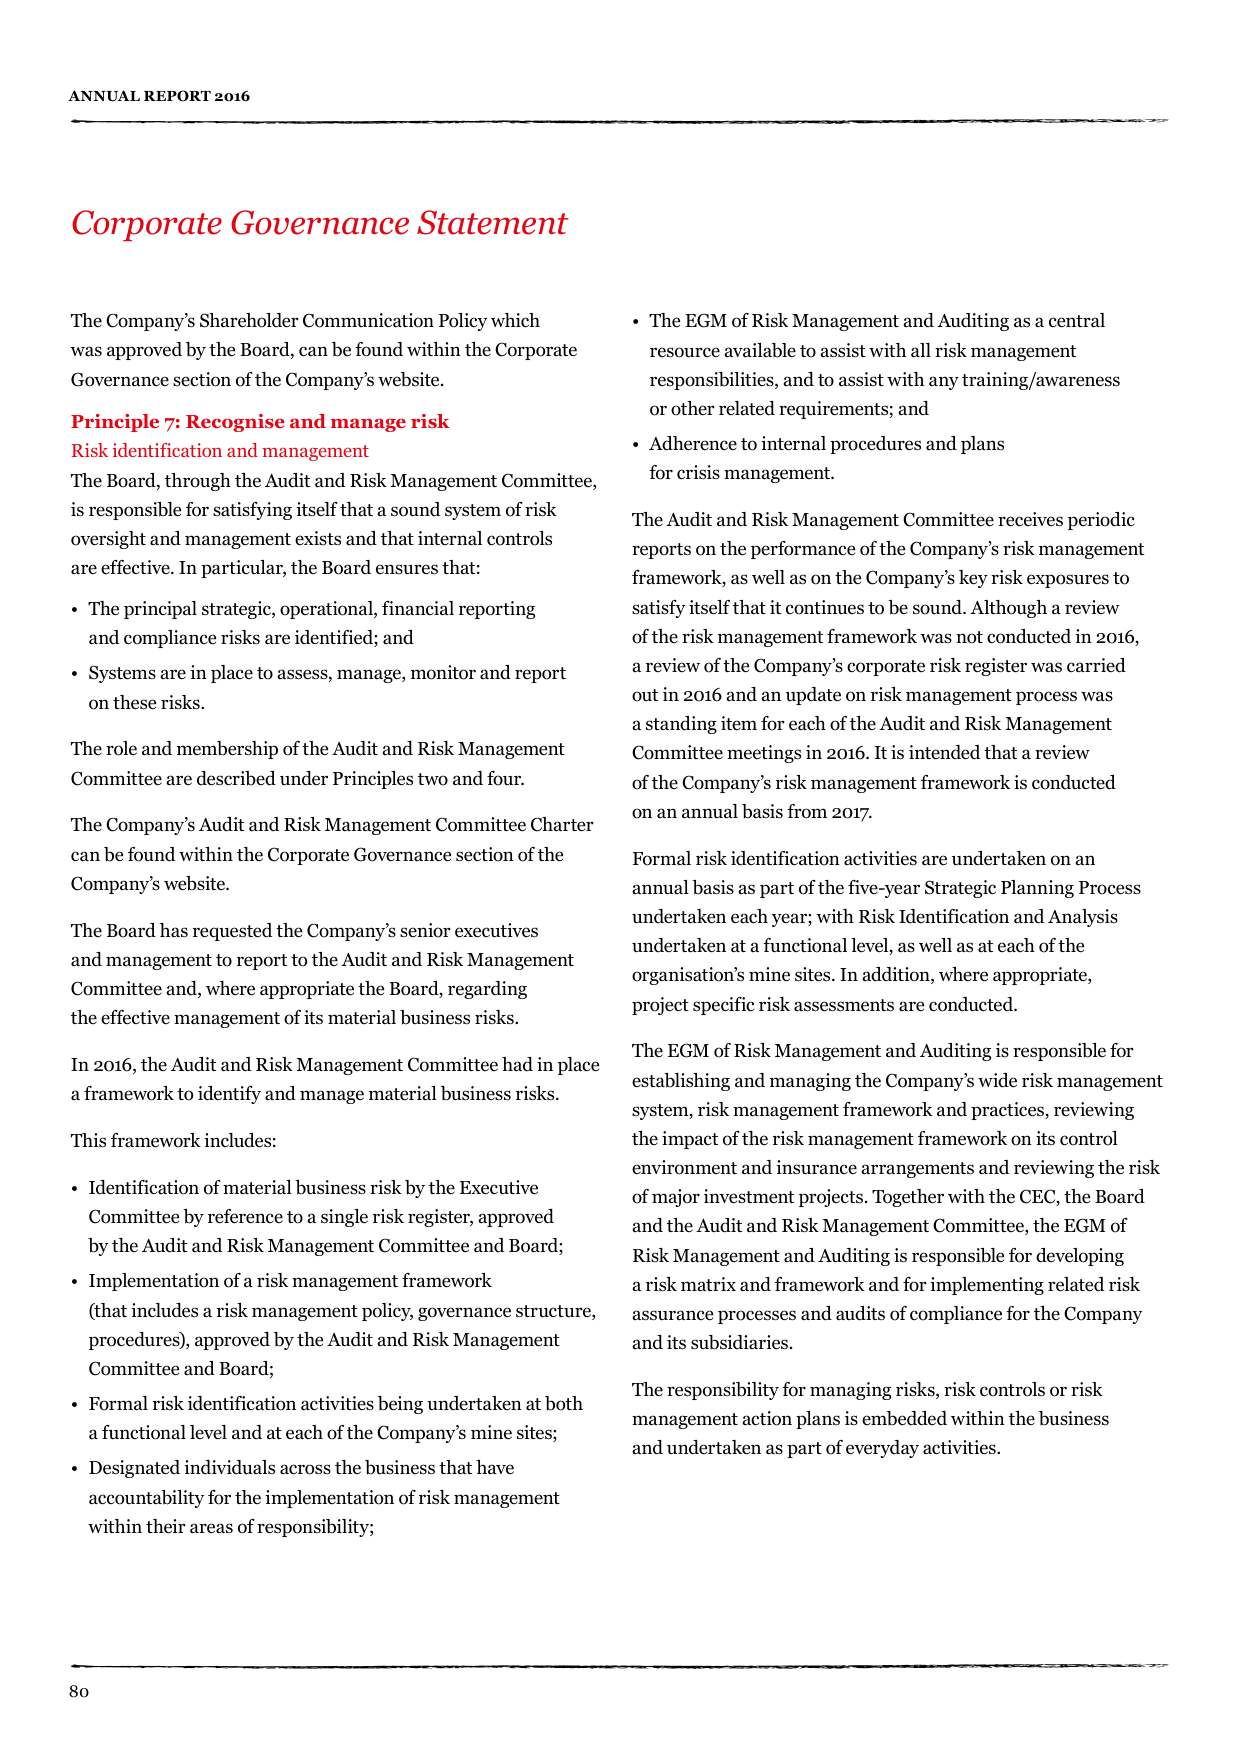 ANNUAL REPORT 2016
Corporate Governance Statement
The Company’s Shareholder Communication Policy which
was approved by the Board, can be found within the Corporate
Governance section of the Company’s website.
Principle 7: Recognise and manage risk
Risk identification and management
The Board, through the Audit and Risk Management Committee,
is responsible for satisfying itself that a sound system of risk
oversight and management exists and that internal controls
are effective. In particular, the Board ensures that:
• The principal strategic, operational, financial reporting
and compliance risks are identified; and
• Systems are in place to assess, manage, monitor and report
on these risks.
The role and membership of the Audit and Risk Management
Committee are described under Principles two and four.
The Company’s Audit and Risk Management Committee Charter
can be found within the Corporate Governance section of the
Company’s website.
The Board has requested the Company’s senior executives
and management to report to the Audit and Risk Management
Committee and, where appropriate the Board, regarding
the effective management of its material business risks.
In 2016, the Audit and Risk Management Committee had in place
a framework to identify and manage material business risks.
This framework includes:
• Identification of material business risk by the Executive
Committee by reference to a single risk register, approved
by the Audit and Risk Management Committee and Board;
• Implementation of a risk management framework
(that includes a risk management policy, governance structure,
procedures), approved by the Audit and Risk Management
Committee and Board;
• Formal risk identification activities being undertaken at both
a functional level and at each of the Company’s mine sites;
• Designated individuals across the business that have
accountability for the implementation of risk management
within their areas of responsibility;
• The EGM of Risk Management and Auditing as a central
resource available to assist with all risk management
responsibilities, and to assist with any training/awareness
or other related requirements; and
• Adherence to internal procedures and plans
for crisis management.
The Audit and Risk Management Committee receives periodic
reports on the performance of the Company’s risk management
framework, as well as on the Company’s key risk exposures to
satisfy itself that it continues to be sound. Although a review
of the risk management framework was not conducted in 2016,
a review of the Company’s corporate risk register was carried
out in 2016 and an update on risk management process was
a standing item for each of the Audit and Risk Management
Committee meetings in 2016. It is intended that a review
of the Company’s risk management framework is conducted
on an annual basis from 2017.
Formal risk identification activities are undertaken on an
annual basis as part of the five-year Strategic Planning Process
undertaken each year; with Risk Identification and Analysis
undertaken at a functional level, as well as at each of the
organisation’s mine sites. In addition, where appropriate,
project specific risk assessments are conducted.
The EGM of Risk Management and Auditing is responsible for
establishing and managing the Company’s wide risk management
system, risk management framework and practices, reviewing
the impact of the risk management framework on its control
environment and insurance arrangements and reviewing the risk
of major investment projects. Together with the CEC, the Board
and the Audit and Risk Management Committee, the EGM of
Risk Management and Auditing is responsible for developing
a risk matrix and framework and for implementing related risk
assurance processes and audits of compliance for the Company
and its subsidiaries.
The responsibility for managing risks, risk controls or risk
management action plans is embedded within the business
and undertaken as part of everyday activities.
80